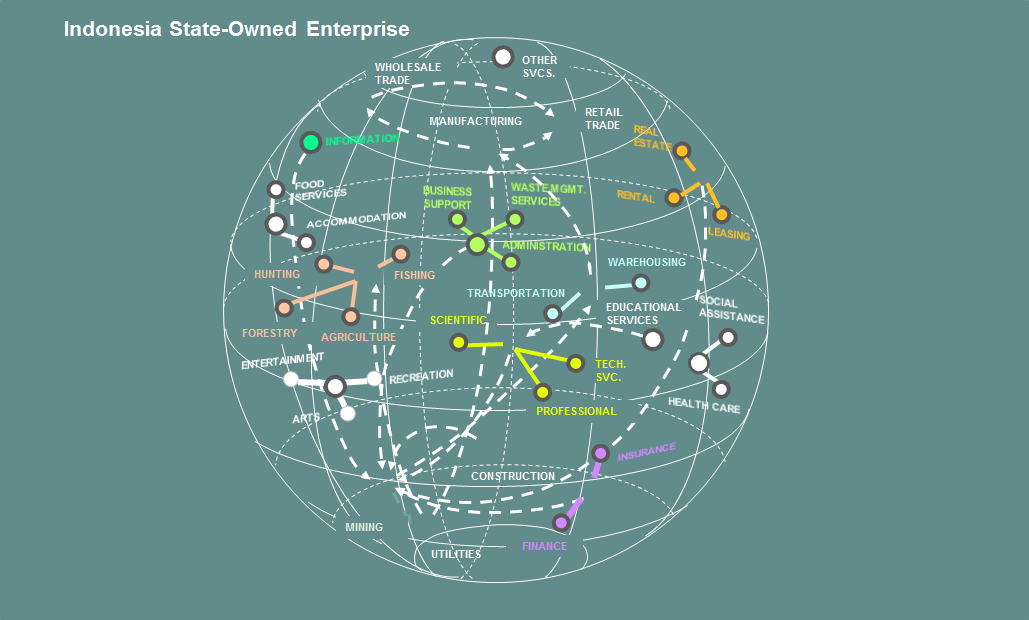 Indonesia State-Owned Enterprise
WHOLESALE
TRADE
OTHER
SVCS.
MANUFACTURING
RETAIL
TRADE
INFORMATION
REAL
ESTATE
FOOD
SERVICES
BUSINESS
SUPPORT
WASTE MGMT.
SERVICES
RENTAL
ACCOMMODATION
LEASING
ADMINISTRATION
HUNTING
FISHING
WAREHOUSING
TRANSPORTATION
EDUCATIONAL
SERVICES
SOCIAL
ASSISTANCE
FORESTRY
AGRICULTURE
SCIENTIFIC
ENTERTAINMENT
RECREATION
TECH.
SVC.
ARTS
PROFESSIONAL
HEALTH CARE
INSURANCE
CONSTRUCTION
MINING
FINANCE
UTILITIES